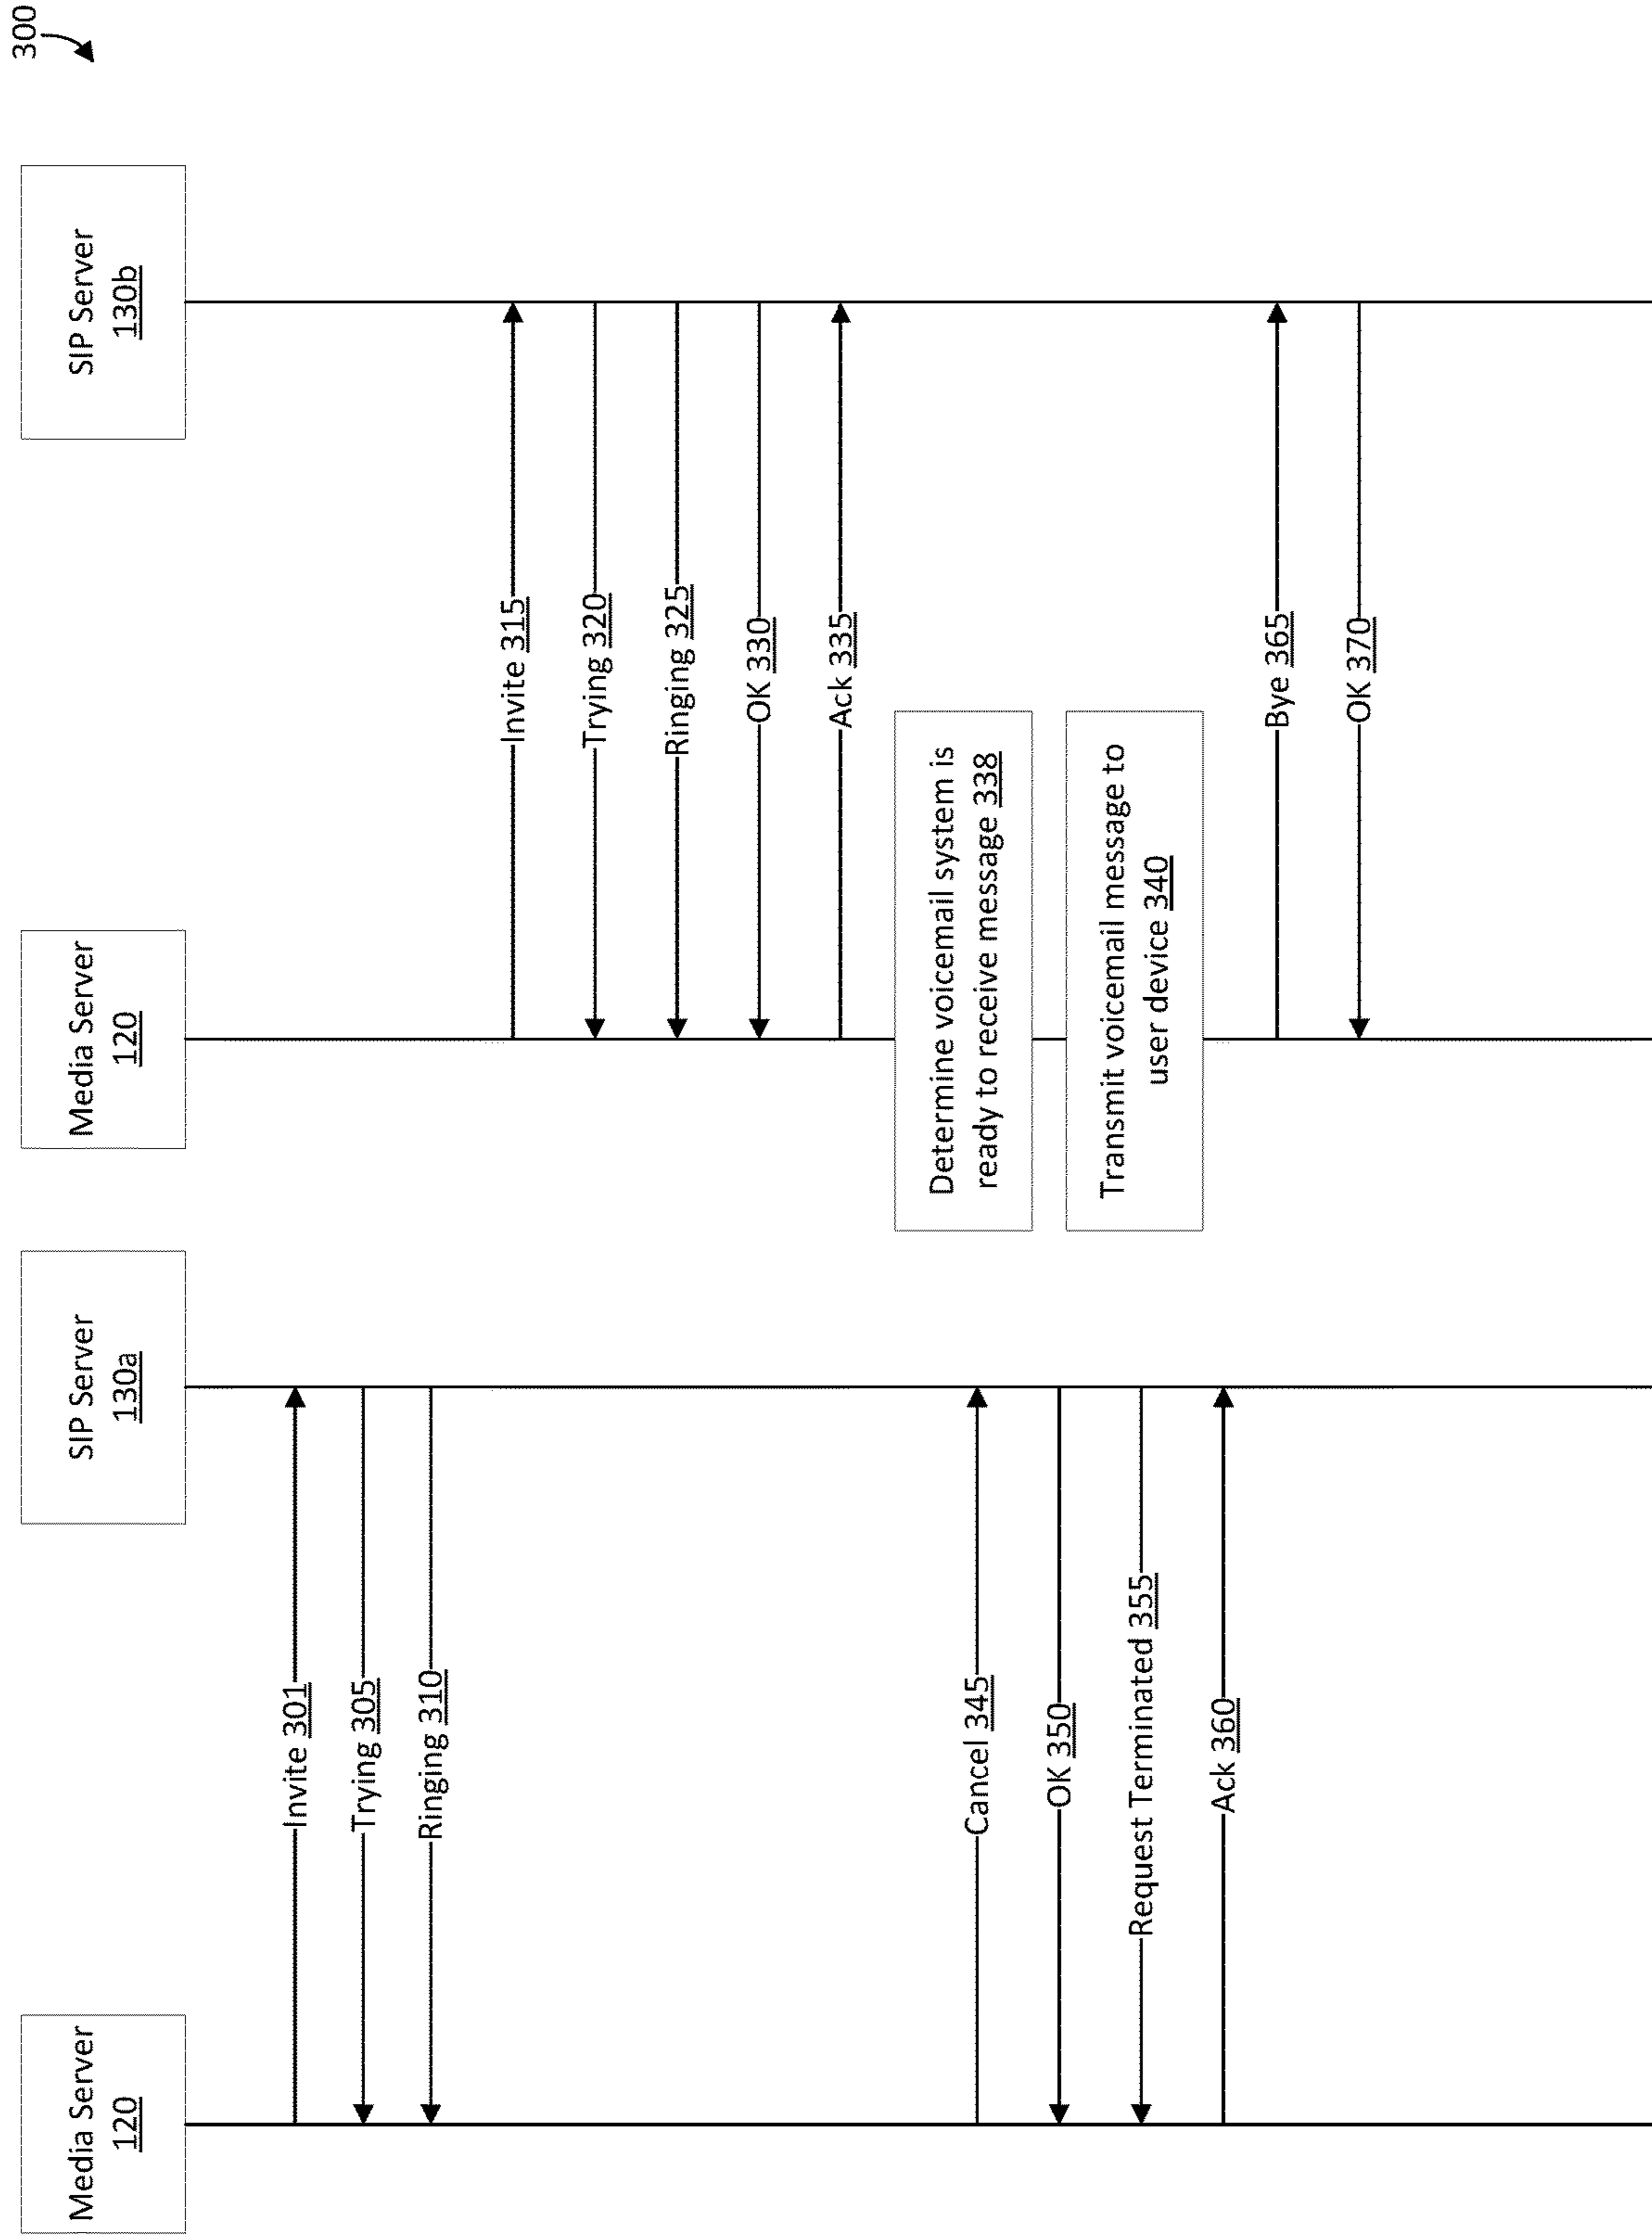 300
Media Server
120
SIP Server
130a
Media Server
120
SIP Server
130b
Invite 301
Trying 305
Ringing 310
Invite 315
Trying 320
Ringing 325
OK 330
Ack 335
Determine voicemail system is
ready to receive message 338
Transmit voicemail message to
user device 340
Cancel 345
OK 350
Request Terminated 355
Ack 360
Bye 365
OK 370